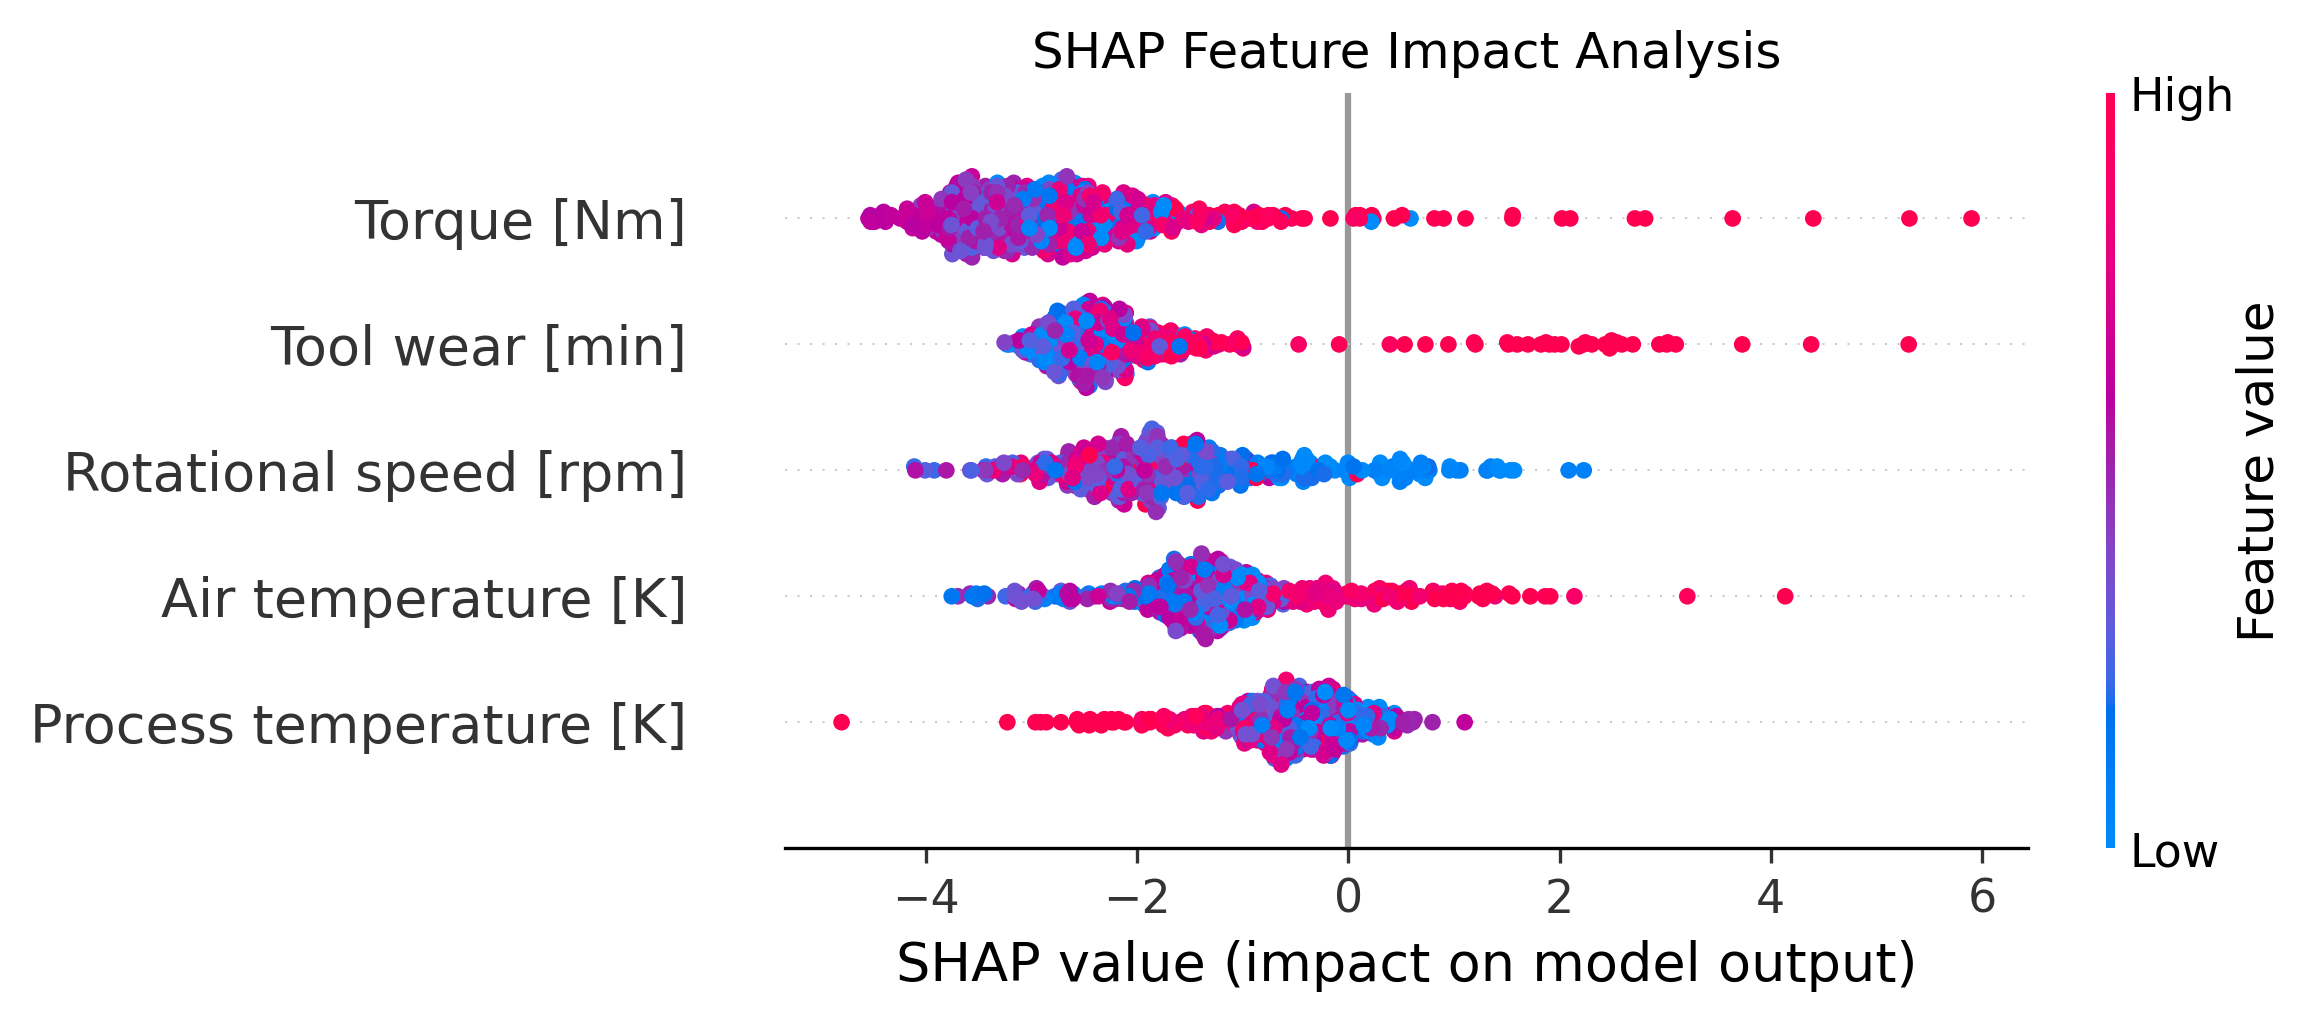 SHAP Feature Impact Analysis
High
Torque [Nm]
Tool wear [min]
Rotational speed [rpm]
Air temperature [K]
Process temperature [K]
Feature value
Low
−4 −2 0 2 4 6
SHAP value (impact on model output)